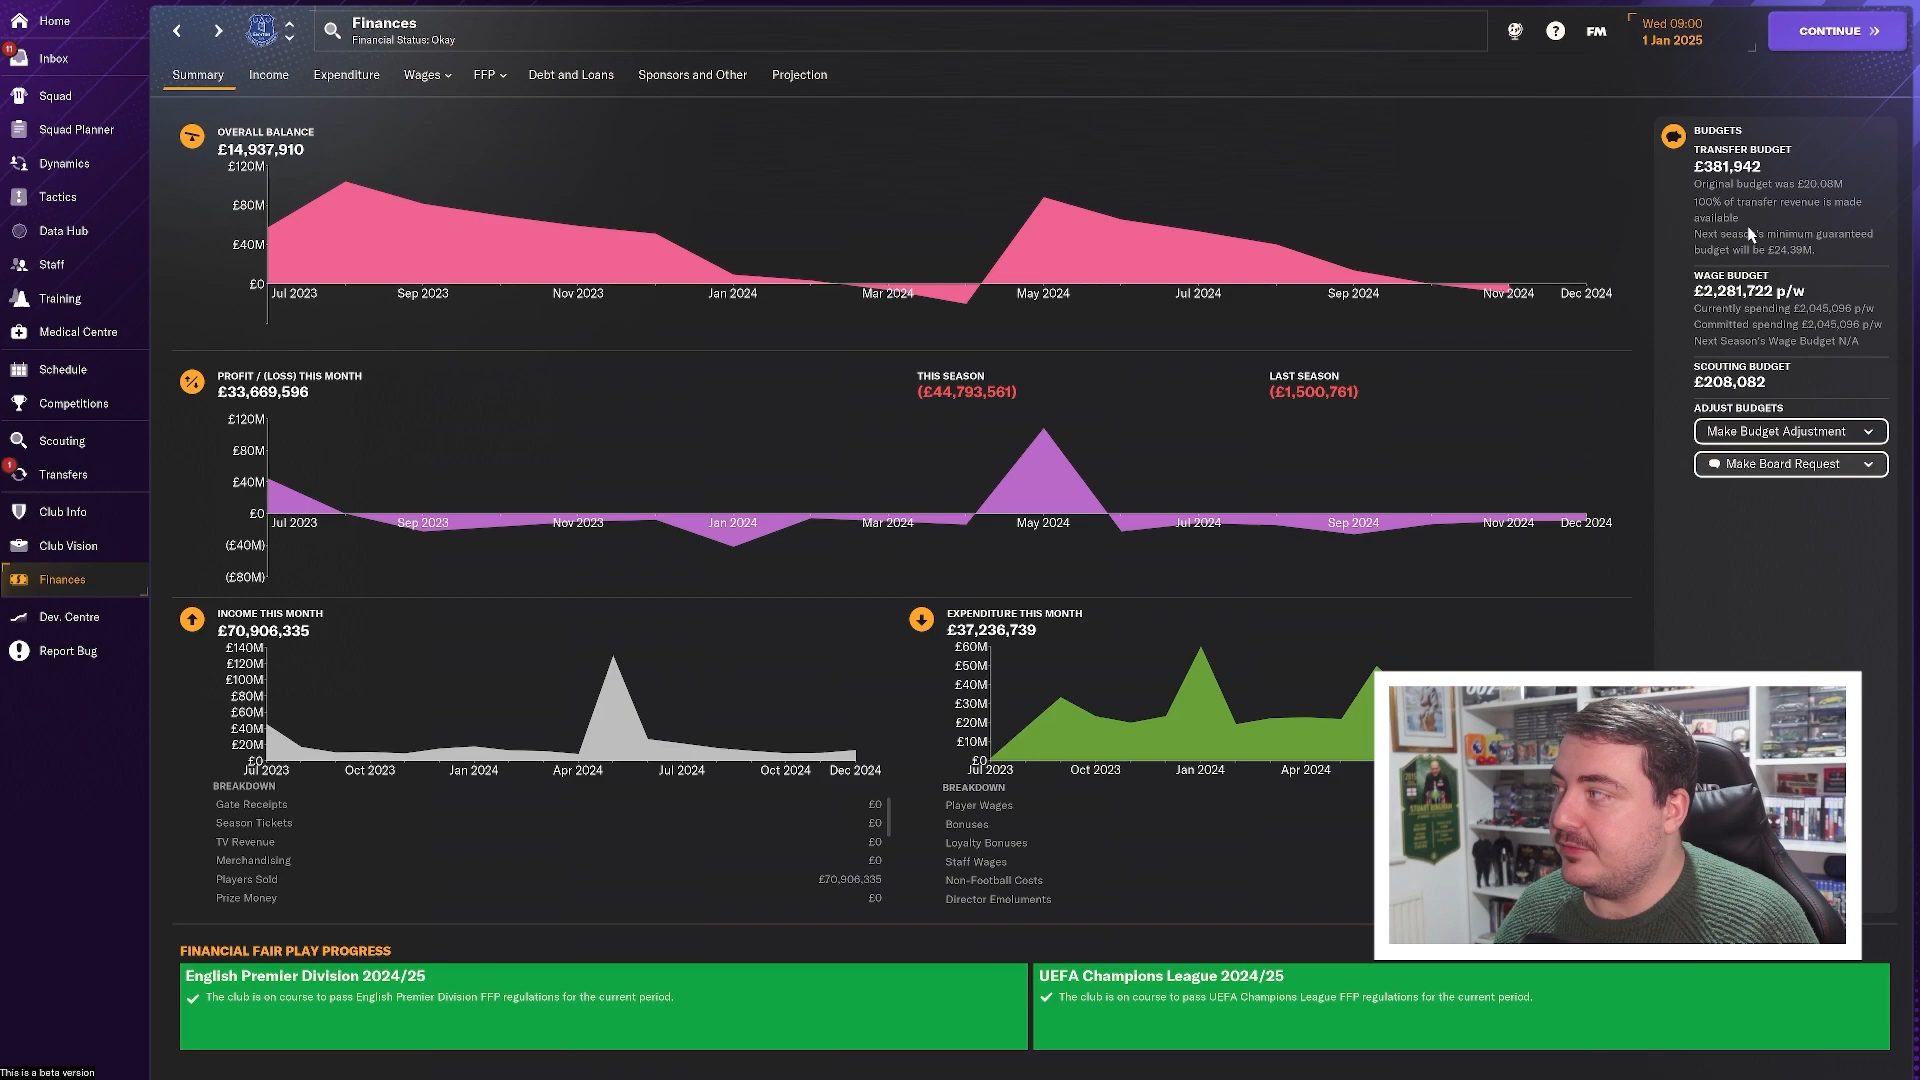 Home
Inbox
11
Squad
Squad Planner
Dynamics
Tactics
Data Hub
Staff
Training
Medical Centre
Schedule
Competitions
Scouting
1
Transfers
Club Info
Club Vision
Finances
Dev. Centre
Report Bug
This is a beta version
Finances
Financial Status: Okay
FM
Wed 09:00
1 Jan 2025
CONTINUE
Summary Income Expenditure Wages FFP Debt and Loans Sponsors and Other Projection
OVERALL BALANCE
£14,937,910
£120M
£80M
£40M
£0
Jul 2023 Sep 2023 Nov 2023 Jan 2024 Mar 2024 May 2024 Jul 2024 Sep 2024 Nov 2024 Dec 2024
PROFIT / (LOSS) THIS MONTH
£33,669,596
THIS SEASON
(£44,793,561)
LAST SEASON
(£1,500,761)
£120M
£80M
£40M
£0
(£40M)
(£80M)
Jul 2023 Sep 2023 Nov 2023 Jan 2024 Mar 2024 May 2024 Jul 2024 Sep 2024 Nov 2024 Dec 2024
INCOME THIS MONTH
£70,906,335
£140M
£120M
£100M
£80M
£60M
£40M
£20M
£0
Jul 2023 Oct 2023 Jan 2024 Apr 2024 Jul 2024 Oct 2024 Dec 2024
BREAKDOWN
Gate Receipts £0
Season Tickets £0
TV Revenue £0
Merchandising £0
Players Sold £70,906,335
Prize Money £0
EXPENDITURE THIS MONTH
£37,236,739
£60M
£50M
£40M
£30M
£20M
£10M
£0
Jul 2023 Oct 2023 Jan 2024 Apr 2024
BREAKDOWN
Player Wages
Bonuses
Loyalty Bonuses
Staff Wages
Non-Football Costs
Director Emoluments
BUDGETS
TRANSFER BUDGET
£381,942
Original budget was £20.08M
100% of transfer revenue is made
available
Next season's minimum guaranteed
budget will be £24.39M.
WAGE BUDGET
£2,281,722 p/w
Currently spending £2,045,096 p/w
Committed spending £2,045,096 p/w
Next Season's Wage Budget N/A
SCOUTING BUDGET
£208,082
ADJUST BUDGETS
Make Budget Adjustment
Make Board Request
FINANCIAL FAIR PLAY PROGRESS
English Premier Division 2024/25
The club is on course to pass English Premier Division FFP regulations for the current period.
UEFA Champions League 2024/25
The club is on course to pass UEFA Champions League FFP regulations for the current period.
007
STUART BINGHAM